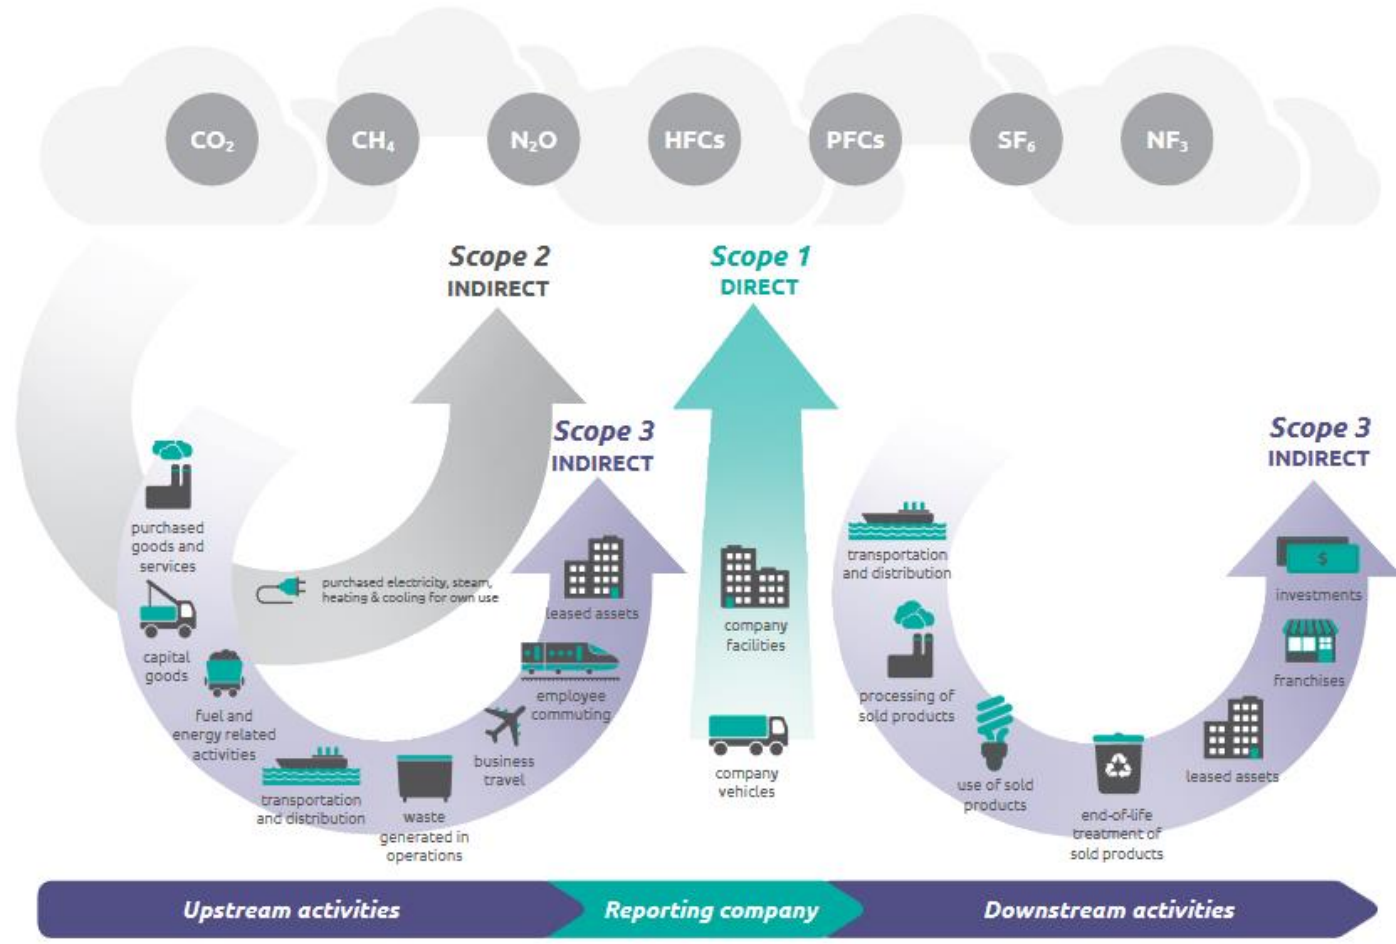 CO₂
CH₄
N₂O
HFCs
PFCs
SF₆
NF₃
Scope 2
INDIRECT
Scope 1
DIRECT
Scope 3
INDIRECT
Scope 3
INDIRECT
purchased
goods and
services
capital
goods
fuel and
energy related
activities
transportation
and distribution
waste
generated in
operations
business
travel
employee
commuting
leased assets
purchased electricity, steam,
heating & cooling for own use
company
facilities
company
vehicles
transportation
and distribution
processing of
sold products
use of sold
products
end-of-life
treatment of
sold products
leased assets
franchises
$
investments
Upstream activities
Reporting company
Downstream activities